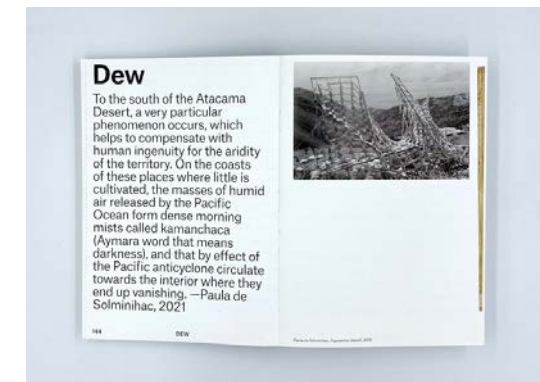 Dew
To the south of the Atacama
Desert, a very particular
phenomenon occurs, which
helps to compensate with
human ingenuity for the aridity
of the territory. On the coasts
of these places where little is
cultivated, the masses of humid
air released by the Pacific
Ocean form dense morning
mists called kamanchaca
(Aymara word that means
darkness), and that by effect of
the Pacific anticyclone circulate
towards the interior where they
end up vanishing. —Paula de
Solminihac, 2021
DEW
Paula de Solminihac,